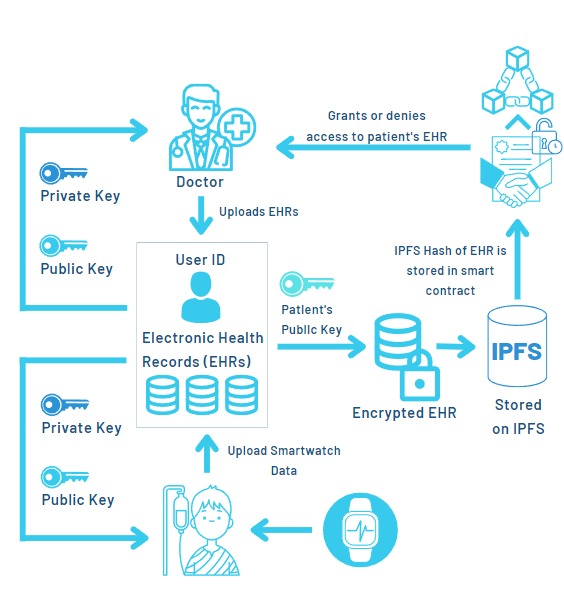 Grants or denies
access to patient's EHR
Doctor
Private Key
Public Key
Uploads EHRs
User ID
Electronic Health
Records (EHRs)
Patient's
Public Key
IPFS Hash of EHR is
stored in smart
contract
IPFS
Encrypted EHR
Stored
on IPFS
Private Key
Public Key
Upload Smartwatch
Data